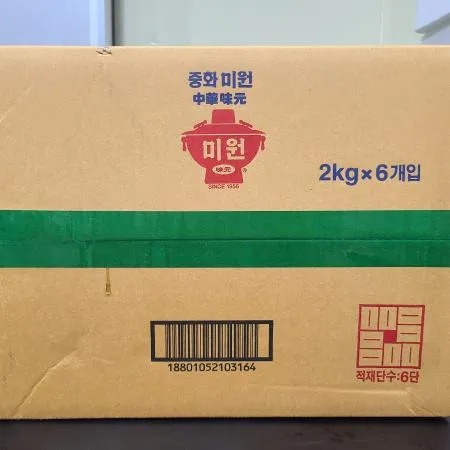 중화 미원
中華味元
미원
味元 ®
SINCE 1956
2kg×6개입
18801052103164
적재단수:6단